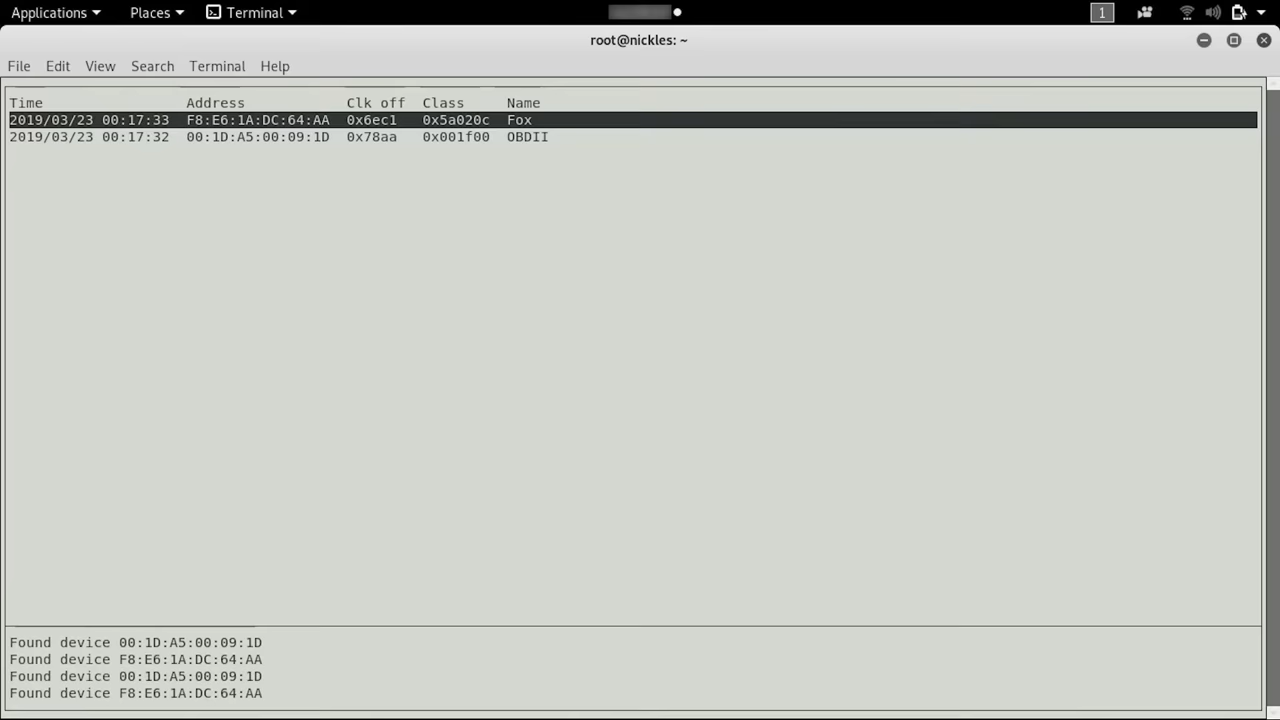 Applications Places Terminal 1
root@nickles: ~
File Edit View Search Terminal Help
Time Address Clk off Class Name
2019/03/23 00:17:33 F8:E6:1A:DC:64:AA 0x6ec1 0x5a020c Fox
2019/03/23 00:17:32 00:1D:A5:00:09:1D 0x78aa 0x001f00 OBDII
Found device 00:1D:A5:00:09:1D
Found device F8:E6:1A:DC:64:AA
Found device 00:1D:A5:00:09:1D
Found device F8:E6:1A:DC:64:AA